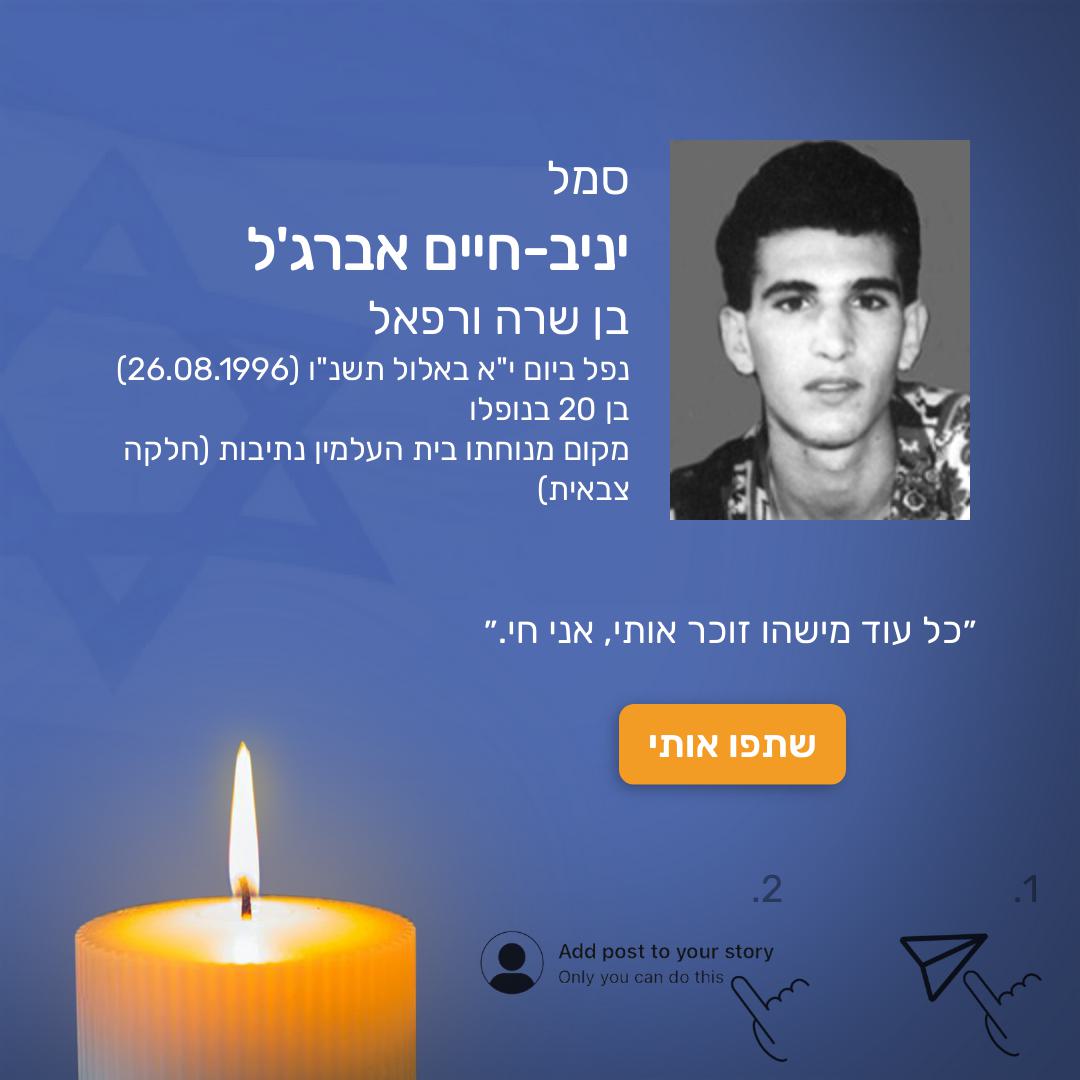 סמל
יניב-חיים אברג'ל
בן שרה ורפאל
נפל ביום י"א באלול תשנ"ו (26.08.1996)
בן 20 בנופלו
מקום מנוחתו בית העלמין נתיבות (חלקה
צבאית)
״כל עוד מישהו זוכר אותי, אני חי.״
שתפו אותי
1.
2.
Add post to your story
Only you can do this